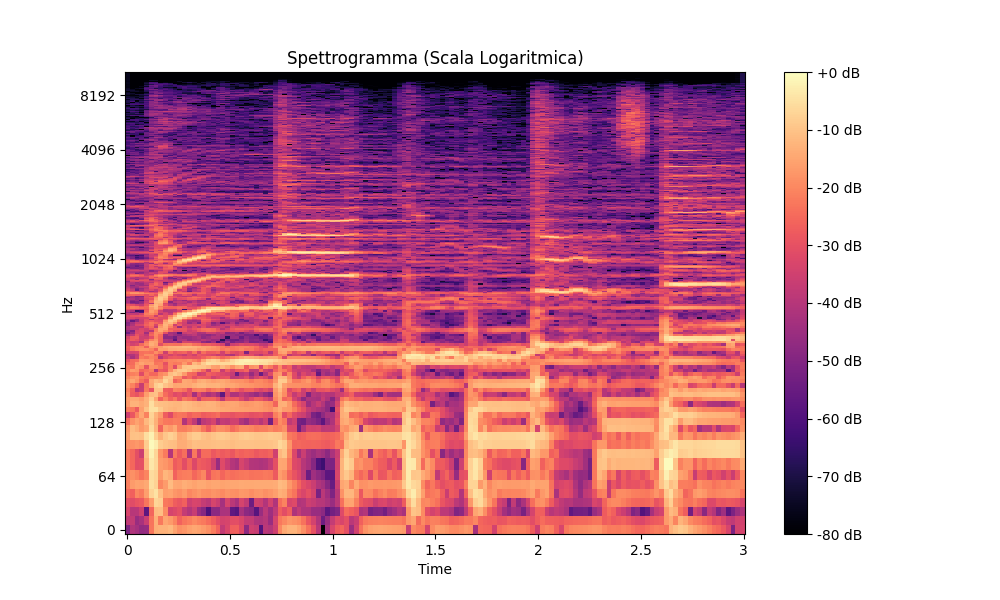 Spettrogramma (Scala Logaritmica)
8192
4096
2048
1024
512
256
128
64
0
Hz
0
0.5
1
1.5
2
2.5
3
Time
+0 dB
-10 dB
-20 dB
-30 dB
-40 dB
-50 dB
-60 dB
-70 dB
-80 dB